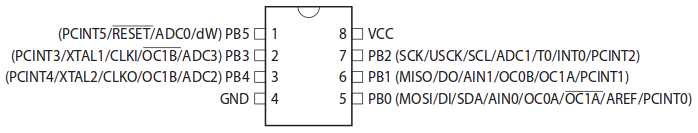 (PCINT5/RESET/ADC0/dW) PB5 1 8 VCC
(PCINT3/XTAL1/CLKI/OC1B/ADC3) PB3 2 7 PB2 (SCK/USCK/SCL/ADC1/T0/INT0/PCINT2)
(PCINT4/XTAL2/CLKO/OC1B/ADC2) PB4 3 6 PB1 (MISO/DO/AIN1/OC0B/OC1A/PCINT1)
GND 4 5 PB0 (MOSI/DI/SDA/AIN0/OC0A/OC1A/AREF/PCINT0)